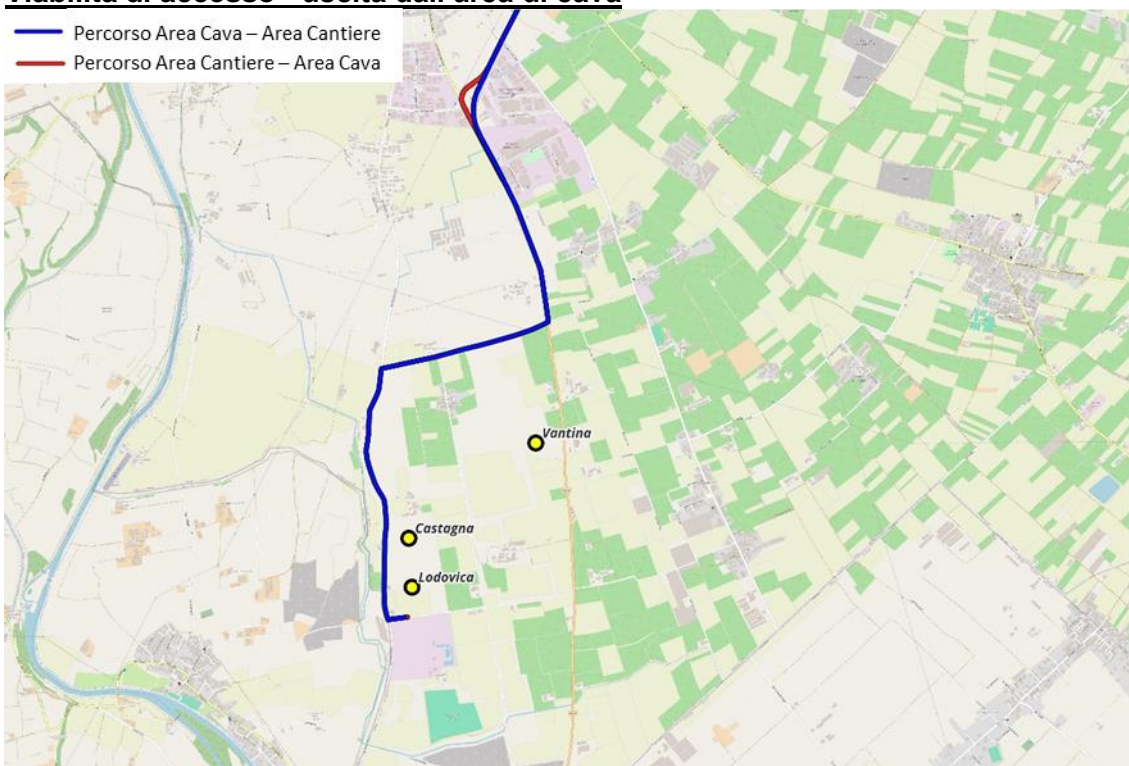 Viabilità di accesso - uscita dall'area di cava
Percorso Area Cava – Area Cantiere
Percorso Area Cantiere – Area Cava
Vantina
Castagna
Lodovica